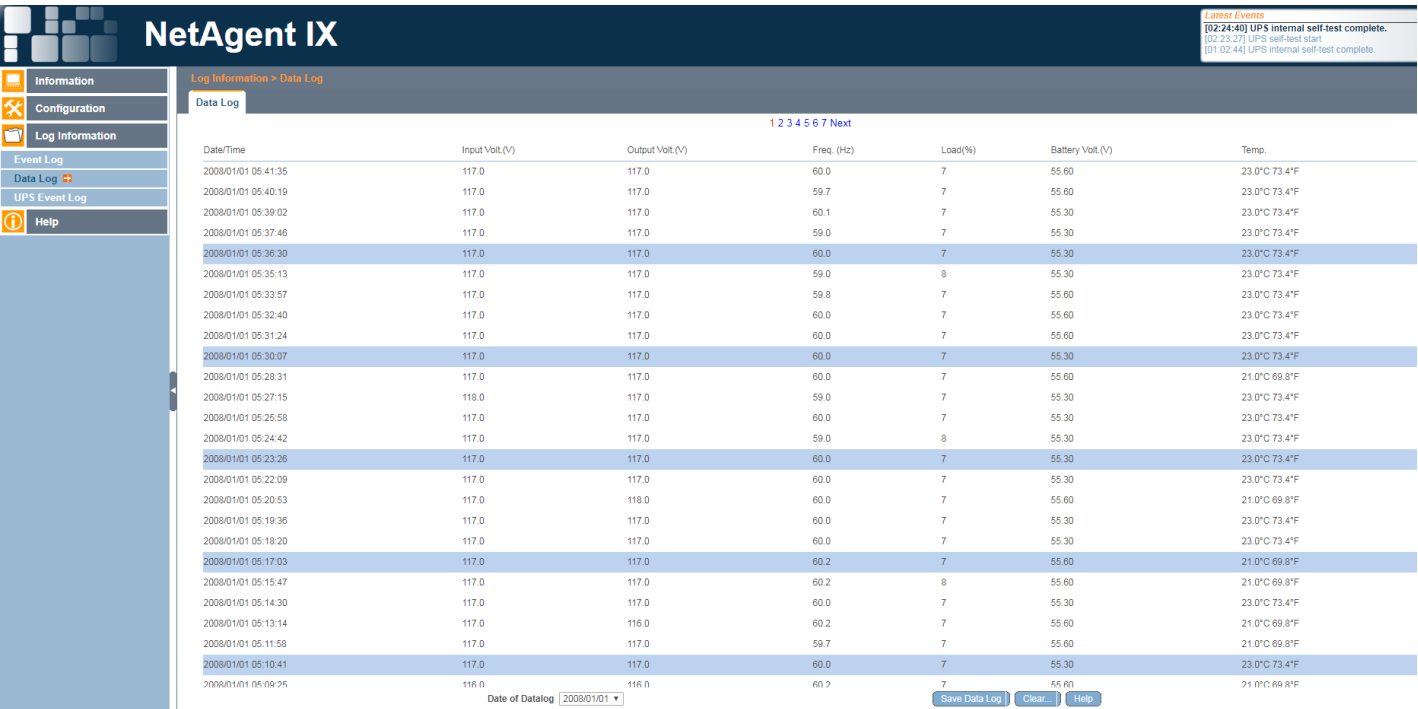 NetAgent IX
Latest Events
[02:24:40] UPS internal self-test complete.
[02:23:27] UPS self-test start
[01:02:44] UPS internal self-test complete.
Information
Configuration
Log Information
Event Log
Data Log
UPS Event Log
Help
Log Information > Data Log
Data Log
1 2 3 4 5 6 7 Next
Date/Time Input Volt.(V) Output Volt.(V) Freq. (Hz) Load(%) Battery Volt.(V) Temp.
2008/01/01 05:41:35 117.0 117.0 60.0 7 55.60 23.0°C 73.4°F
2008/01/01 05:40:19 117.0 117.0 59.7 7 55.60 23.0°C 73.4°F
2008/01/01 05:39:02 117.0 117.0 60.1 7 55.30 23.0°C 73.4°F
2008/01/01 05:37:46 117.0 117.0 59.0 7 55.30 23.0°C 73.4°F
2008/01/01 05:36:30 117.0 117.0 60.0 7 55.30 23.0°C 73.4°F
2008/01/01 05:35:13 117.0 117.0 59.0 8 55.30 23.0°C 73.4°F
2008/01/01 05:33:57 117.0 117.0 59.8 7 55.60 23.0°C 73.4°F
2008/01/01 05:32:40 117.0 117.0 60.0 7 55.60 23.0°C 73.4°F
2008/01/01 05:31:24 117.0 117.0 60.0 7 55.60 23.0°C 73.4°F
2008/01/01 05:30:07 117.0 117.0 60.0 7 55.30 23.0°C 73.4°F
2008/01/01 05:28:31 117.0 117.0 60.0 7 55.60 21.0°C 69.8°F
2008/01/01 05:27:15 118.0 117.0 59.0 7 55.30 23.0°C 73.4°F
2008/01/01 05:25:58 117.0 117.0 60.0 7 55.30 23.0°C 73.4°F
2008/01/01 05:24:42 117.0 117.0 59.0 8 55.30 23.0°C 73.4°F
2008/01/01 05:23:26 117.0 117.0 60.0 7 55.30 23.0°C 73.4°F
2008/01/01 05:22:09 117.0 117.0 60.0 7 55.30 23.0°C 73.4°F
2008/01/01 05:20:53 117.0 118.0 60.0 7 55.60 21.0°C 69.8°F
2008/01/01 05:19:36 117.0 117.0 60.0 7 55.30 23.0°C 73.4°F
2008/01/01 05:18:20 117.0 117.0 60.0 7 55.30 23.0°C 73.4°F
2008/01/01 05:17:03 117.0 117.0 60.2 7 55.60 21.0°C 69.8°F
2008/01/01 05:15:47 117.0 117.0 60.2 8 55.60 21.0°C 69.8°F
2008/01/01 05:14:30 117.0 117.0 60.0 7 55.30 23.0°C 73.4°F
2008/01/01 05:13:14 117.0 116.0 60.2 7 55.60 21.0°C 69.8°F
2008/01/01 05:11:58 117.0 117.0 59.7 7 55.60 21.0°C 69.8°F
2008/01/01 05:10:41 117.0 117.0 60.0 7 55.30 23.0°C 73.4°F
2008/01/01 05:09:25 116.0 116.0 60.2 7 55.60 21.0°C 69.8°F
Date of Datalog 2008/01/01 Save Data Log Clear... Help